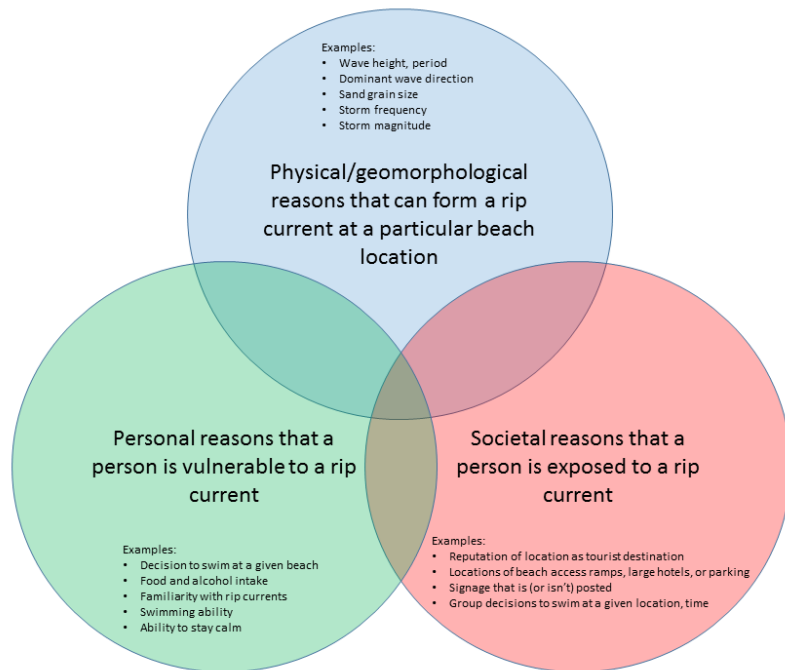 Examples:
• Wave height, period
• Dominant wave direction
• Sand grain size
• Storm frequency
• Storm magnitude
Physical/geomorphological
reasons that can form a rip
current at a particular beach
location
Personal reasons that a
person is vulnerable to a rip
current
Examples:
• Decision to swim at a given beach
• Food and alcohol intake
• Familiarity with rip currents
• Swimming ability
• Ability to stay calm
Societal reasons that a
person is exposed to a rip
current
Examples:
• Reputation of location as tourist destination
• Locations of beach access ramps, large hotels, or parking
• Signage that is (or isn't) posted
• Group decisions to swim at a given location, time